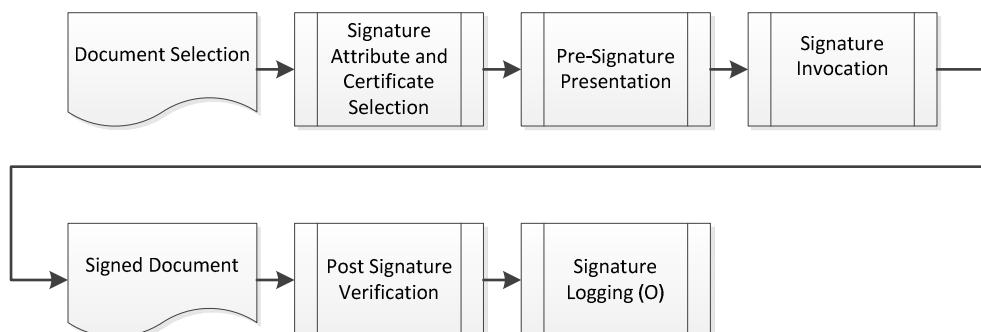 Document Selection
Signature
Attribute and
Certificate
Selection
Pre-Signature
Presentation
Signature
Invocation
Signed Document
Post Signature
Verification
Signature
Logging (O)